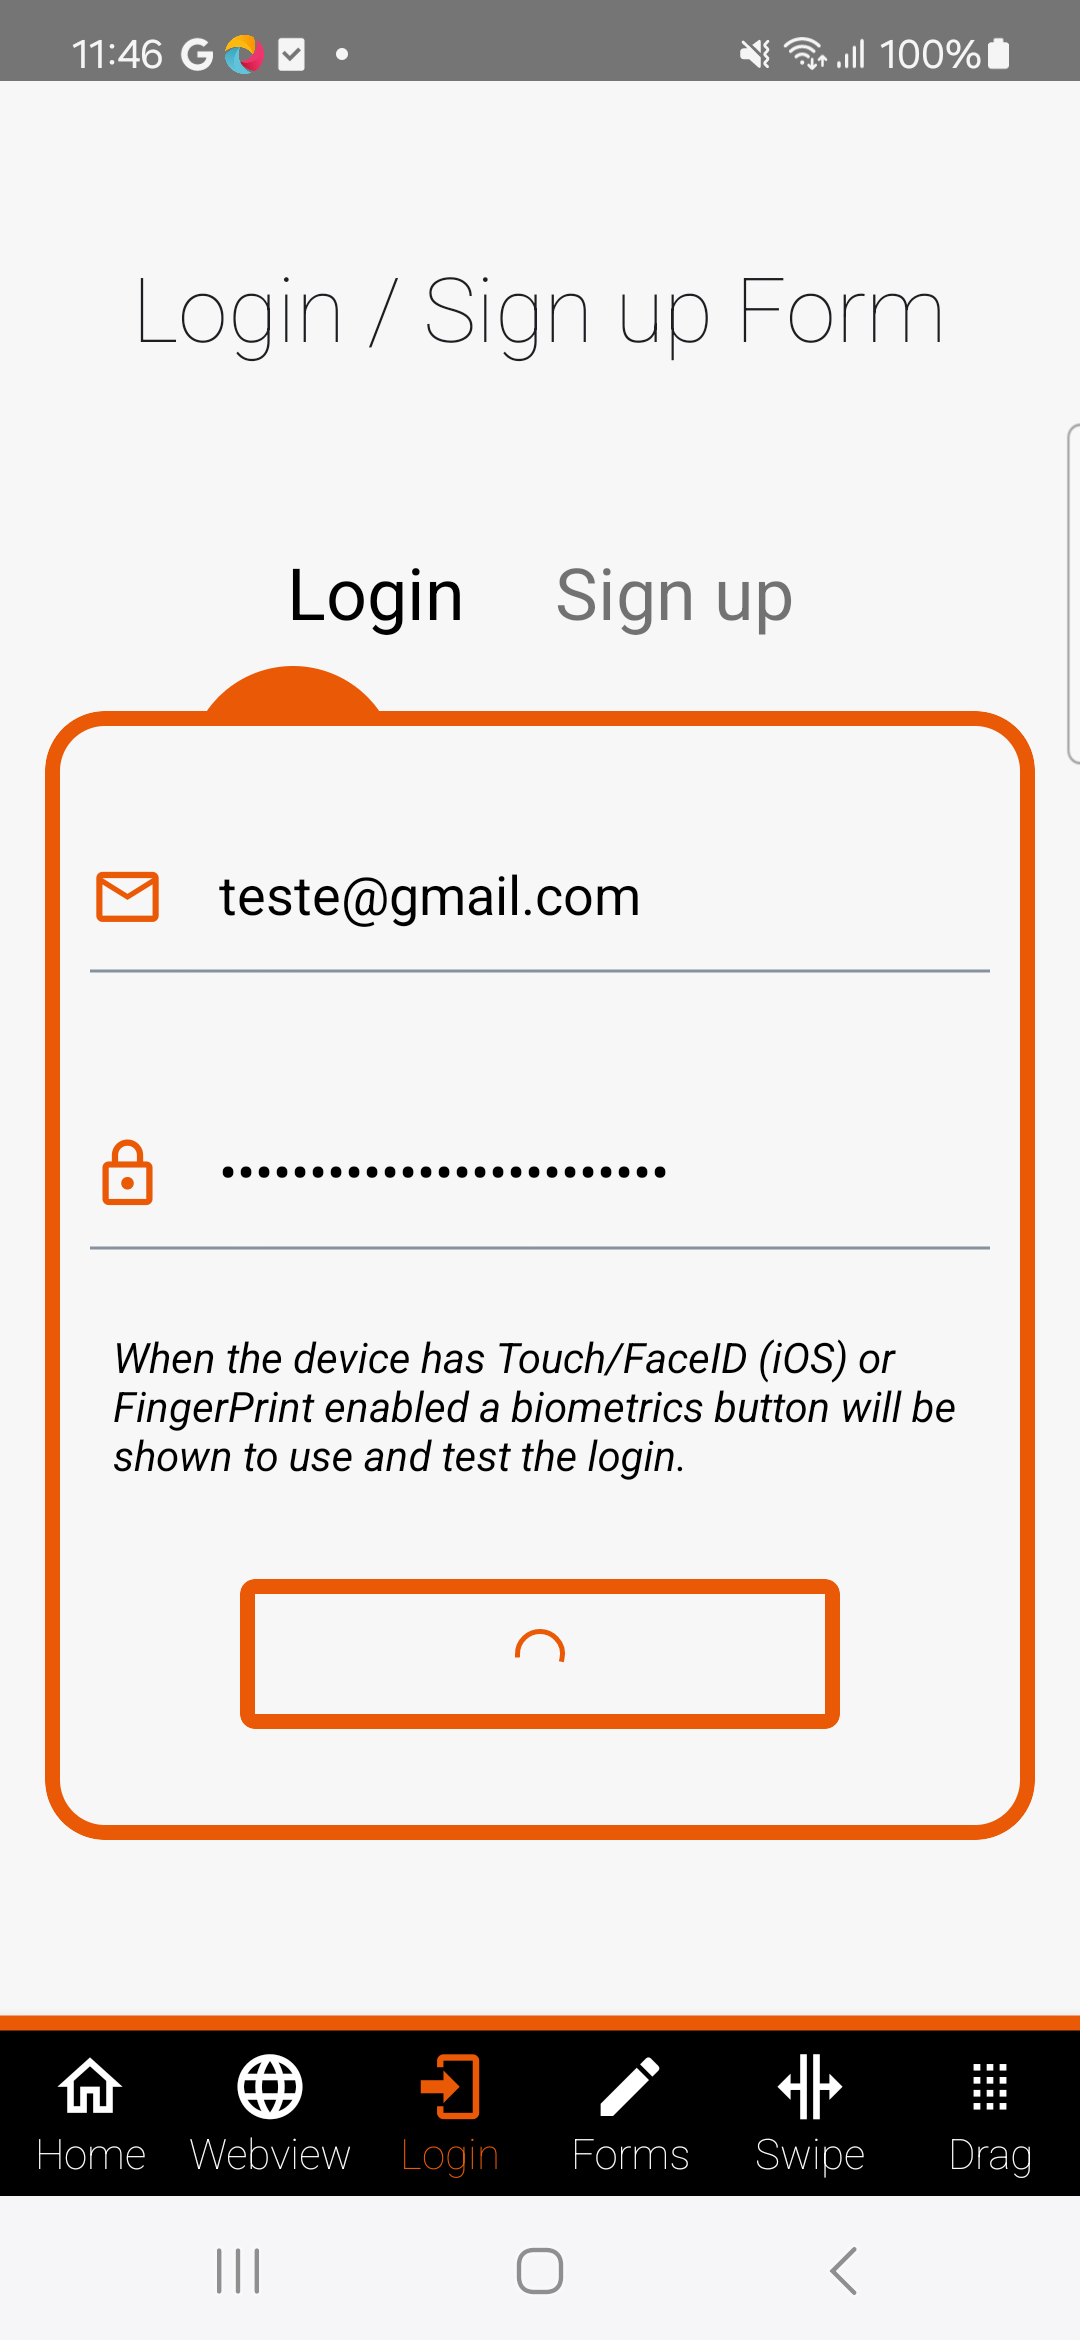 11:46
100%
Login / Sign up Form
Login Sign up
teste@gmail.com
•••••••••••••••••••••••••
When the device has Touch/FaceID (iOS) or
FingerPrint enabled a biometrics button will be
shown to use and test the login.
Home Webview Login Forms Swipe Drag